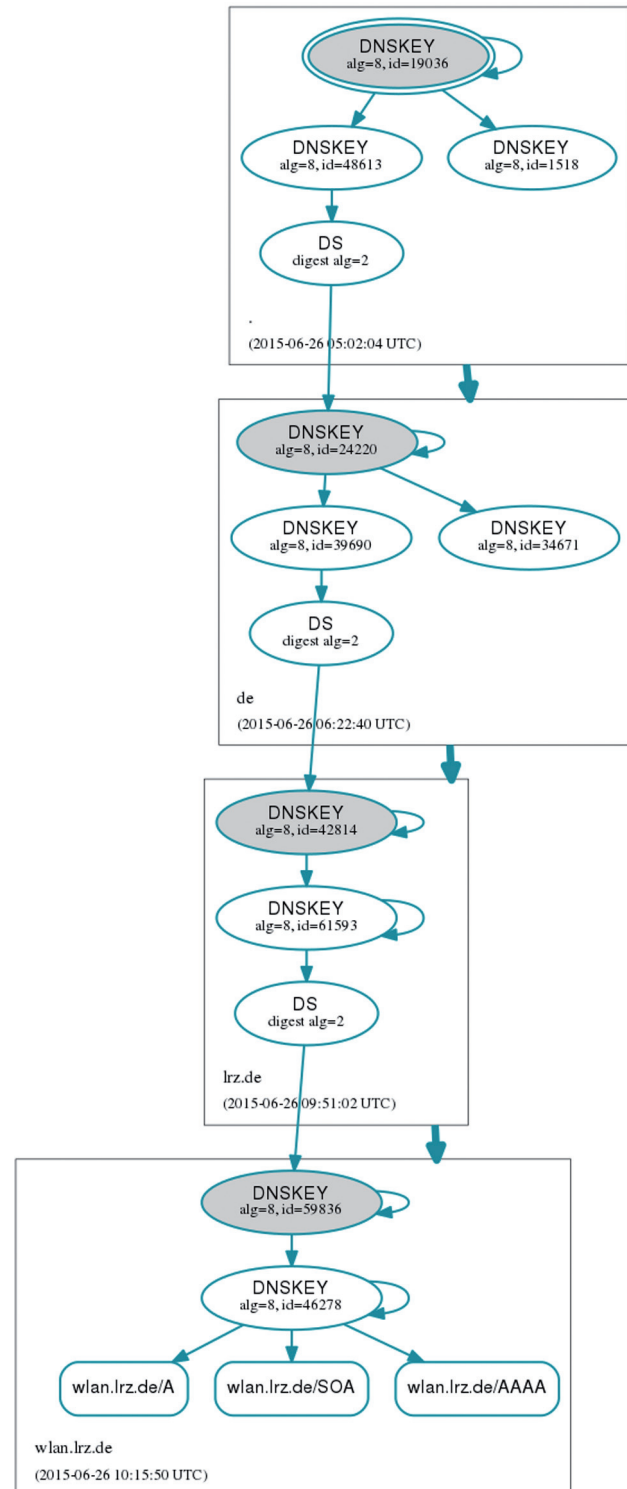 DNSKEY
alg=8, id=19036
DNSKEY
alg=8, id=48613
DNSKEY
alg=8, id=1518
DS
digest alg=2
.
(2015-06-26 05:02:04 UTC)
DNSKEY
alg=8, id=24220
DNSKEY
alg=8, id=39690
DNSKEY
alg=8, id=34671
DS
digest alg=2
de
(2015-06-26 06:22:40 UTC)
DNSKEY
alg=8, id=42814
DNSKEY
alg=8, id=61593
DS
digest alg=2
lrz.de
(2015-06-26 09:51:02 UTC)
DNSKEY
alg=8, id=59836
DNSKEY
alg=8, id=46278
wlan.lrz.de/A
wlan.lrz.de/SOA
wlan.lrz.de/AAAA
wlan.lrz.de
(2015-06-26 10:15:50 UTC)